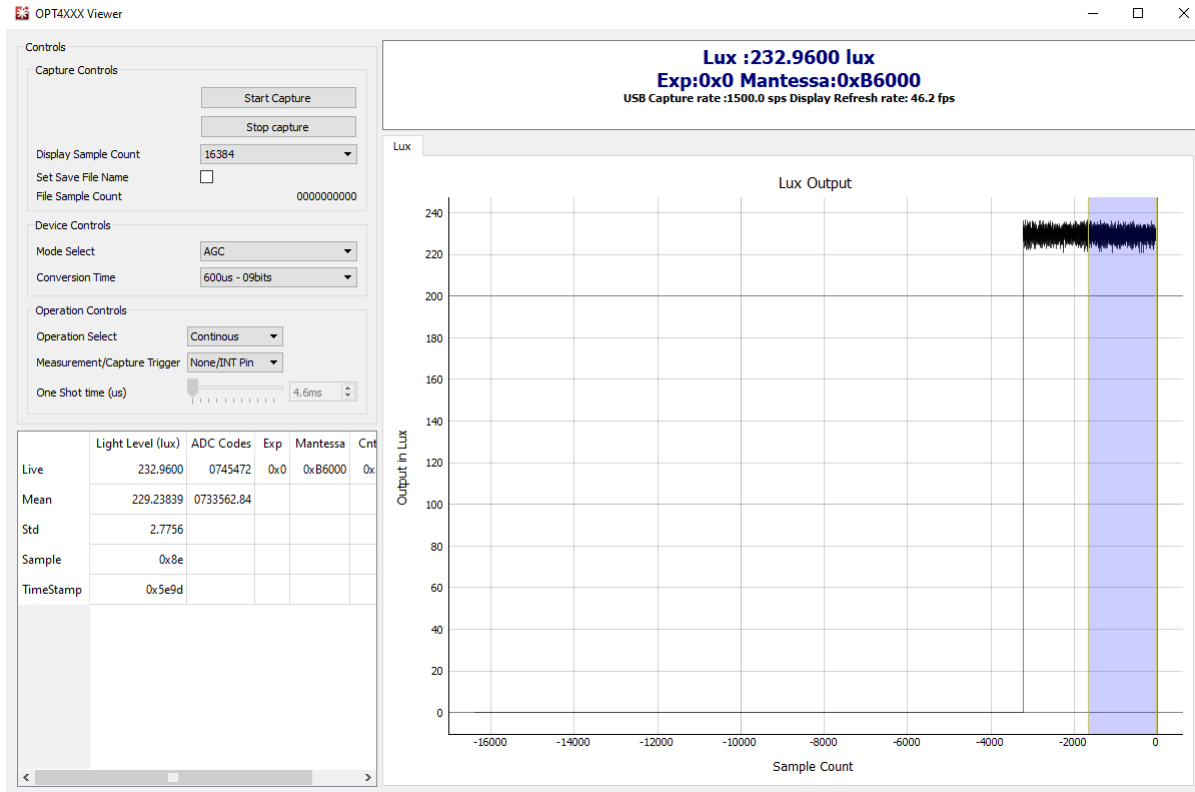 OPT4XXX Viewer
Controls
Capture Controls
Start Capture
Stop capture
Display Sample Count 16384
Set Save File Name
File Sample Count 0000000000
Device Controls
Mode Select AGC
Conversion Time 600us - 09bits
Operation Controls
Operation Select Continous
Measurement/Capture Trigger None/INT Pin
One Shot time (us) 4.6ms
Light Level (lux) ADC Codes Exp Mantessa Cnt
Live 232.9600 0745472 0x0 0xB6000 0x
Mean 229.23839 0733562.84
Std 2.7756
Sample 0x8e
TimeStamp 0x5e9d
Lux :232.9600 lux
Exp:0x0 Mantessa:0xB6000
USB Capture rate :1500.0 sps Display Refresh rate: 46.2 fps
Lux
Lux Output
Output in Lux
240
220
200
180
160
140
120
100
80
60
40
20
0
-16000 -14000 -12000 -10000 -8000 -6000 -4000 -2000 0
Sample Count